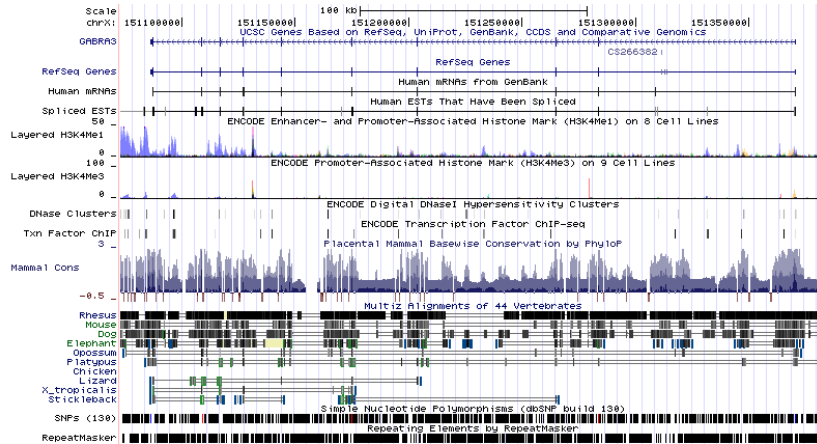 Scale 100 kb
chrX: 151100000 151150000 151200000 151250000 151300000 151350000
UCSC Genes Based on RefSeq, UniProt, GenBank, CCDS and Comparative Genomics
GABRA3
CS266382
RefSeq Genes
RefSeq Genes
Human mRNAs from GenBank
Human mRNAs
Human ESTs That Have Been Spliced
Spliced ESTs
50 ENCODE Enhancer- and Promoter-Associated Histone Mark (H3K4Me1) on 8 Cell Lines
Layered H3K4Me1
0
100 ENCODE Promoter-Associated Histone Mark (H3K4Me3) on 9 Cell Lines
Layered H3K4Me3
0
ENCODE Digital DNaseI Hypersensitivity Clusters
DNase Clusters
ENCODE Transcription Factor ChIP-seq
Txn Factor ChIP
3 Placental Mammal Basewise Conservation by PhyloP
Mammal Cons
-0.5
Multiz Alignments of 44 Vertebrates
Rhesus
Mouse
Dog
Elephant
Opossum
Platypus
Chicken
Lizard
X_tropicalis
Stickleback
Simple Nucleotide Polymorphisms (dbSNP build 130)
SNPs (130)
Repeating Elements by RepeatMasker
RepeatMasker